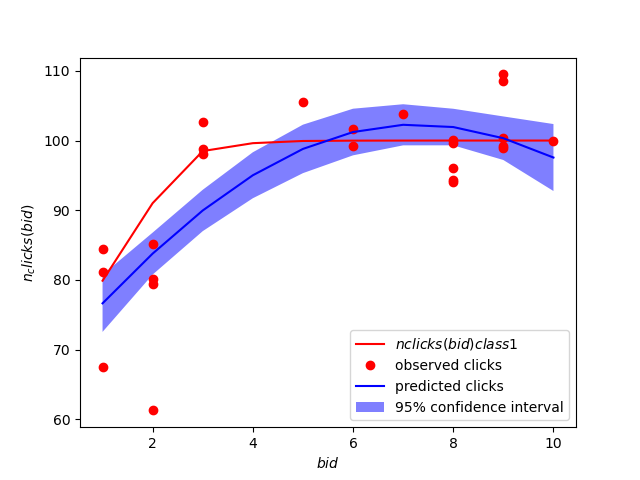 110
100
90
80
70
60
n_clicks(bid)
2
4
6
8
10
bid
nclicks(bid)class1
observed clicks
predicted clicks
95% confidence interval